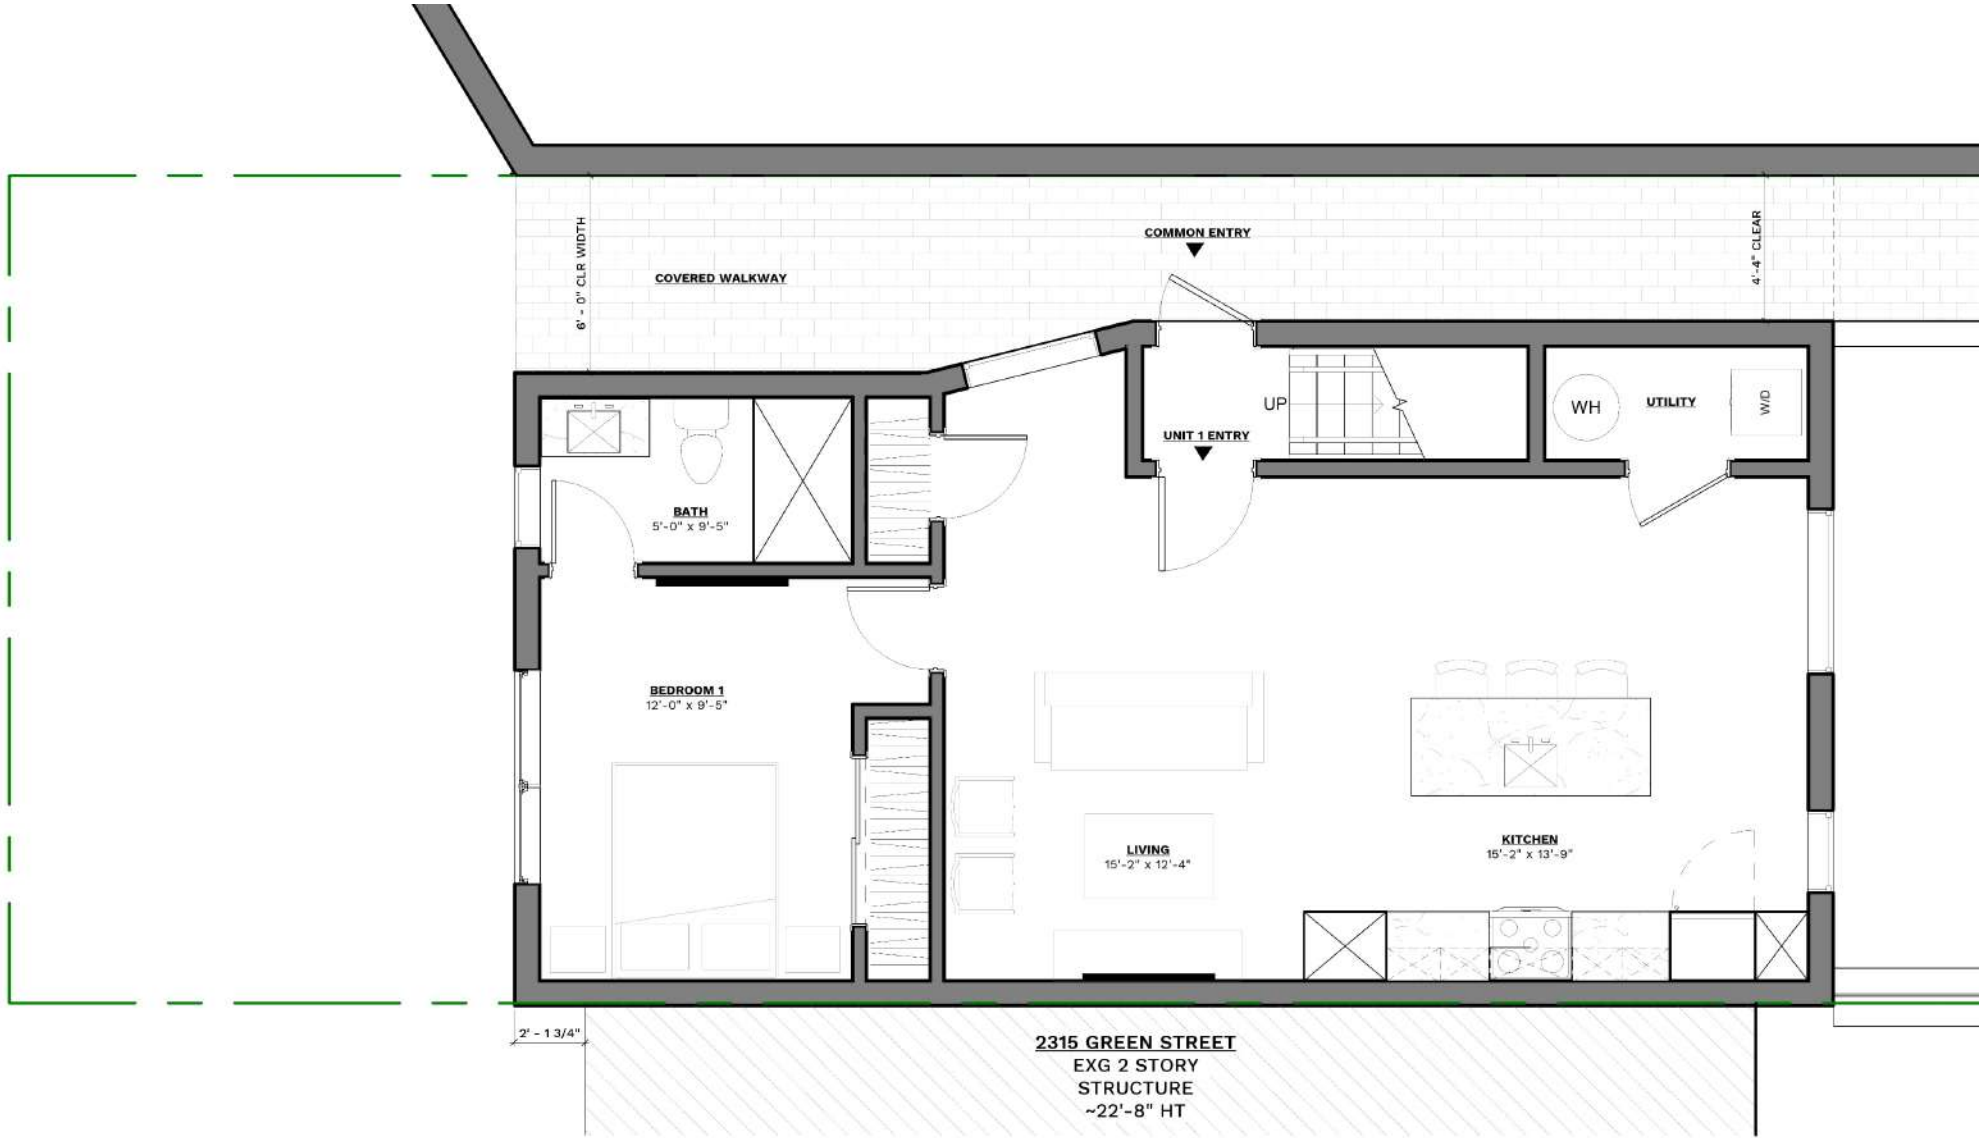 COMMON ENTRY
6' - 0" CLR WIDTH
4'-4" CLEAR
COVERED WALKWAY
UP
WH
UTILITY
W/D
UNIT 1 ENTRY
BATH
5'-0" x 9'-5"
BEDROOM 1
12'-0" x 9'-5"
LIVING
15'-2" x 12'-4"
KITCHEN
15'-2" x 13'-9"
2' - 1 3/4"
2315 GREEN STREET
EXG 2 STORY
STRUCTURE
~22'-8" HT